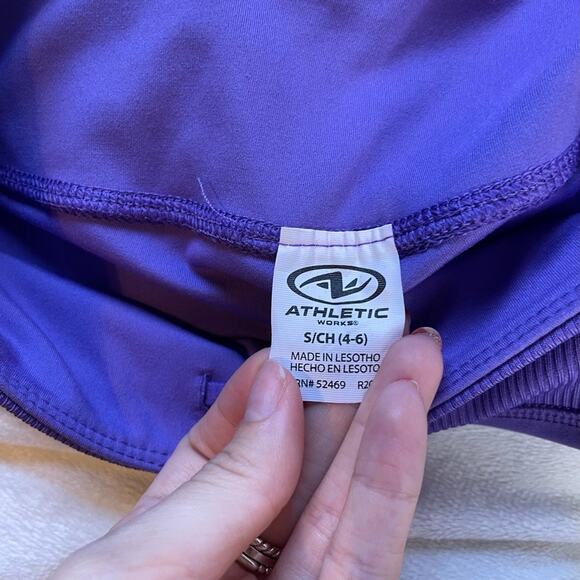 ATHLETIC
WORKS®
S/CH (4-6)
MADE IN LESOTHO
HECHO EN LESOTO
RN# 52469